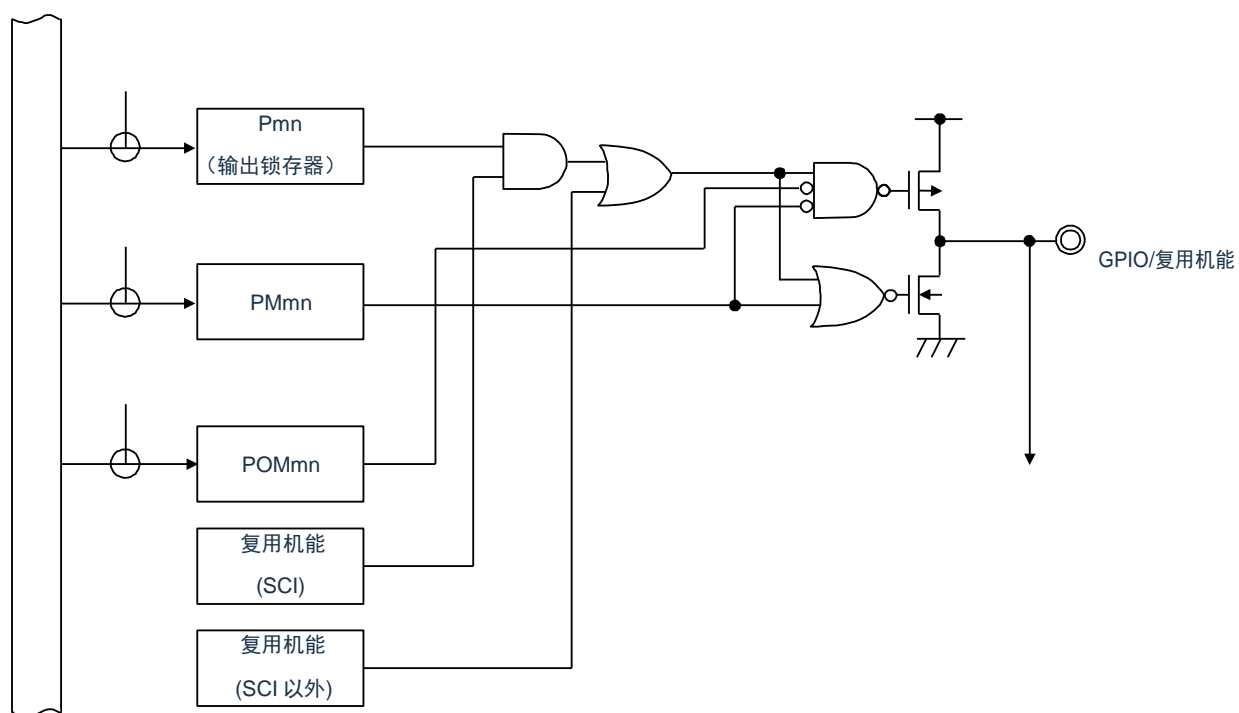 Pmn
（输出锁存器）
PMmn
GPIO/复用机能
POMmn
复用机能
(SCI)
复用机能
(SCI 以外)